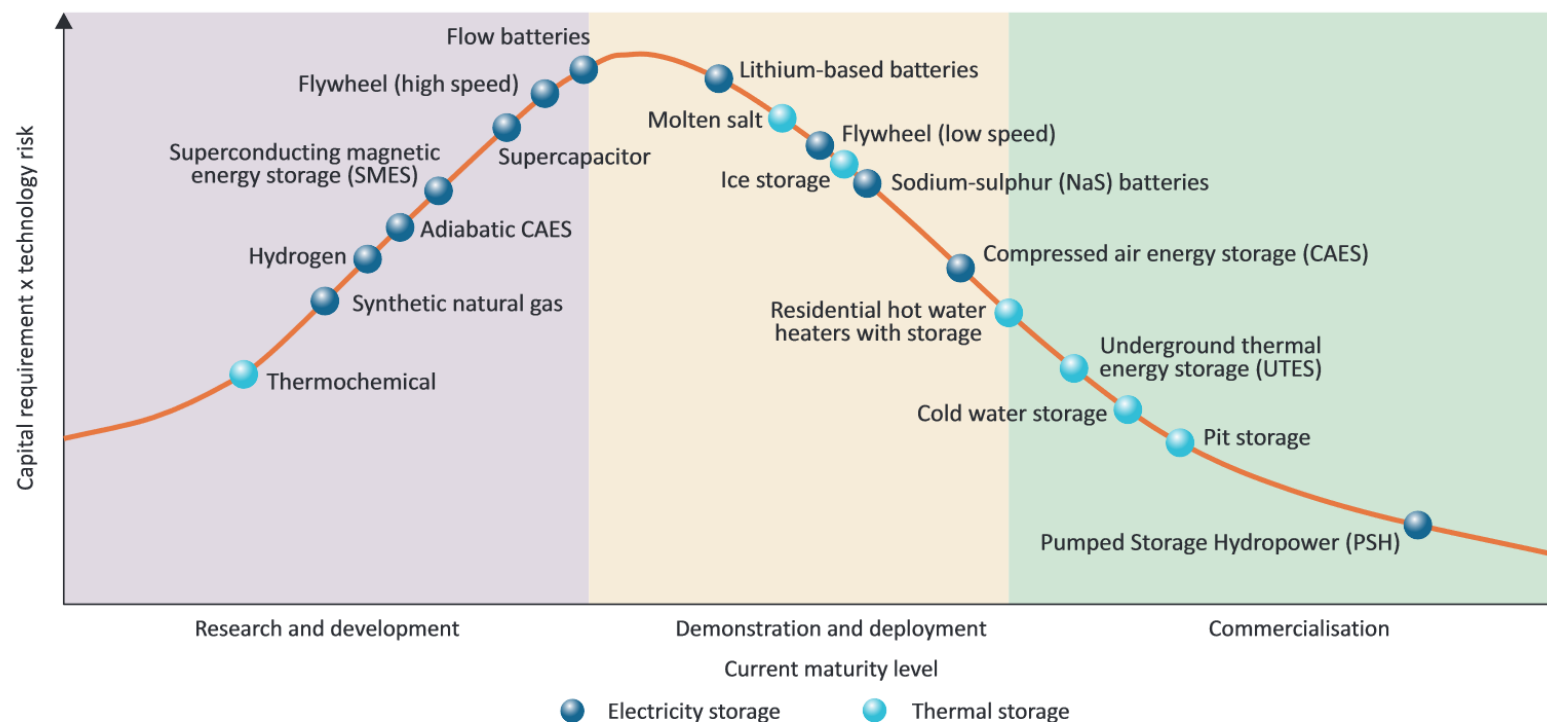 Capital requirement x technology risk
Flow batteries
Flywheel (high speed)
Supercapacitor
Superconducting magnetic
energy storage (SMES)
Adiabatic CAES
Hydrogen
Synthetic natural gas
Thermochemical
Lithium-based batteries
Molten salt
Flywheel (low speed)
Ice storage
Sodium-sulphur (NaS) batteries
Compressed air energy storage (CAES)
Residential hot water
heaters with storage
Underground thermal
energy storage (UTES)
Cold water storage
Pit storage
Pumped Storage Hydropower (PSH)
Research and development
Demonstration and deployment
Commercialisation
Current maturity level
Electricity storage
Thermal storage